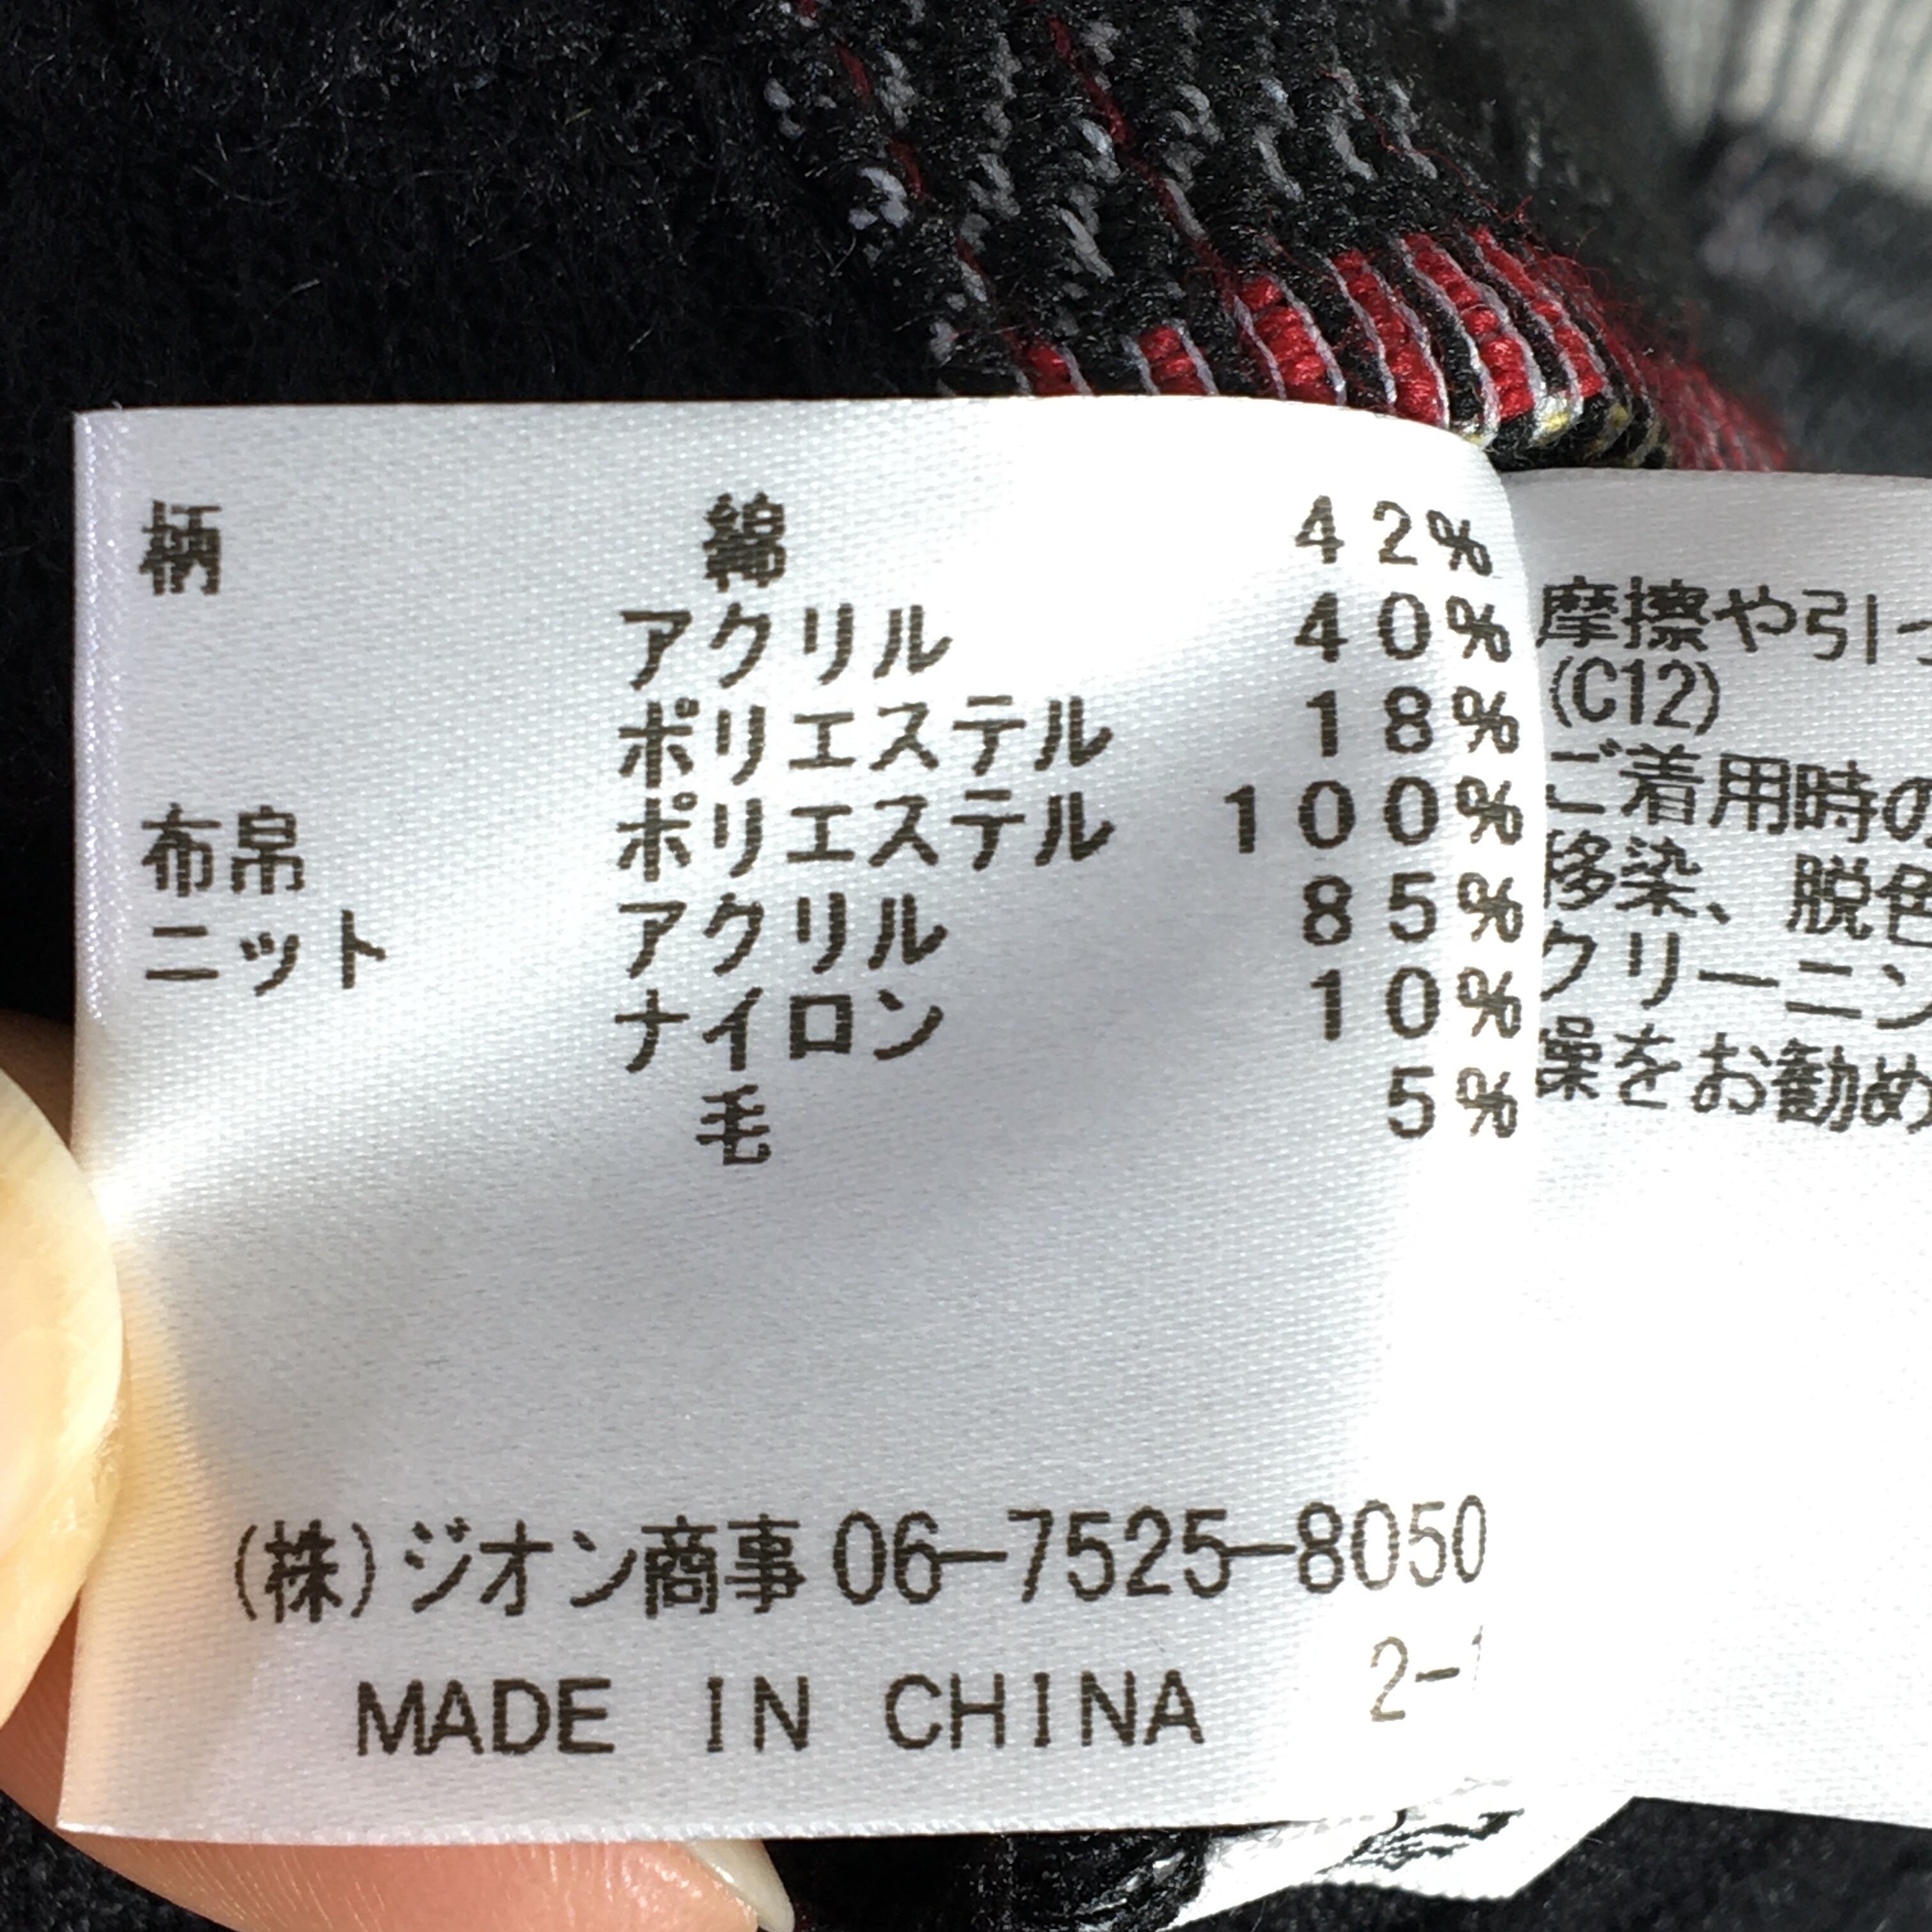 柄 綿 42%
アクリル 40%
ポリエステル 18%
布帛 ポリエステル 100%
ニット アクリル 85%
ナイロン 10%
毛 5%
(株)ジオン商事 06-7525-8050
2-1
MADE IN CHINA
摩擦や引っ
(C12)
ご着用時の
移染、脱色
クリーニン
燥をお勧め